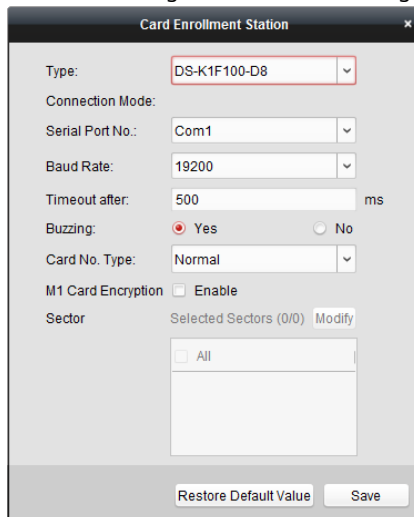 Card Enrollment Station ×
Type: DS-K1F100-D8
Connection Mode:
Serial Port No.: Com1
Baud Rate: 19200
Timeout after: 500 ms
Buzzing: Yes No
Card No. Type: Normal
M1 Card Encryption Enable
Sector Selected Sectors (0/0) Modify
All
Restore Default Value Save